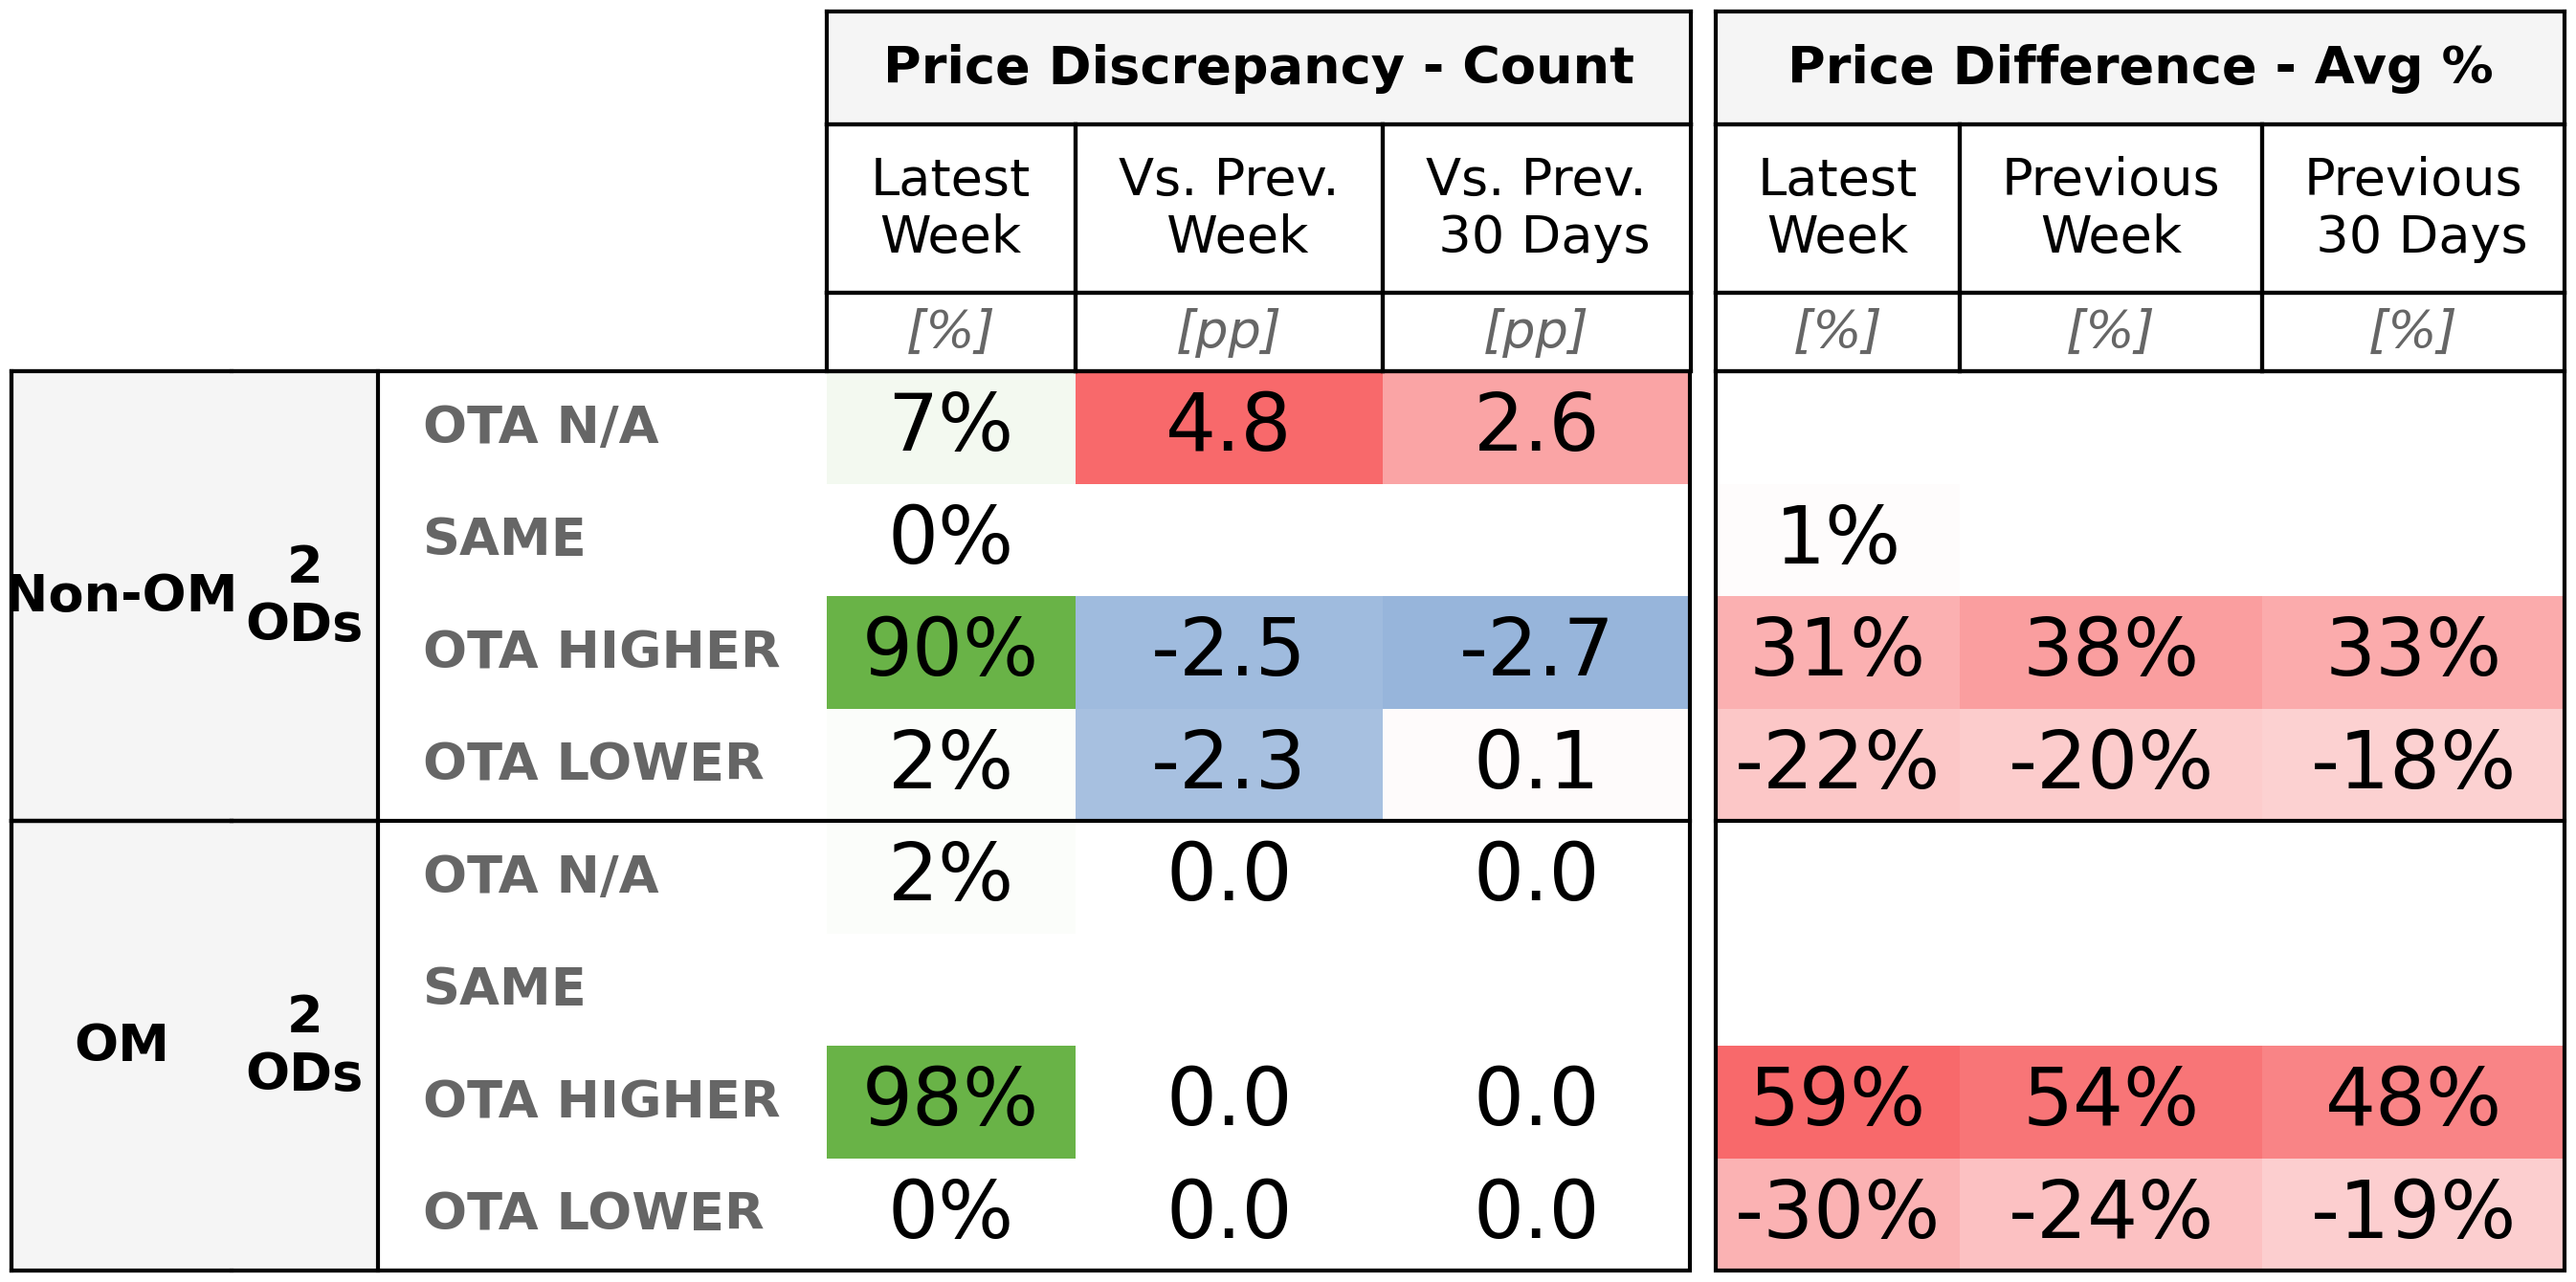 Price Discrepancy - Count Price Difference - Avg %
Latest Week Vs. Prev. Week Vs. Prev. 30 Days Latest Week Previous Week Previous 30 Days
[%] [pp] [pp] [%] [%] [%]
Non-OM 2 ODs
OTA N/A 7% 4.8 2.6
SAME 0% 1%
OTA HIGHER 90% -2.5 -2.7 31% 38% 33%
OTA LOWER 2% -2.3 0.1 -22% -20% -18%
OM 2 ODs
OTA N/A 2% 0.0 0.0
SAME
OTA HIGHER 98% 0.0 0.0 59% 54% 48%
OTA LOWER 0% 0.0 0.0 -30% -24% -19%